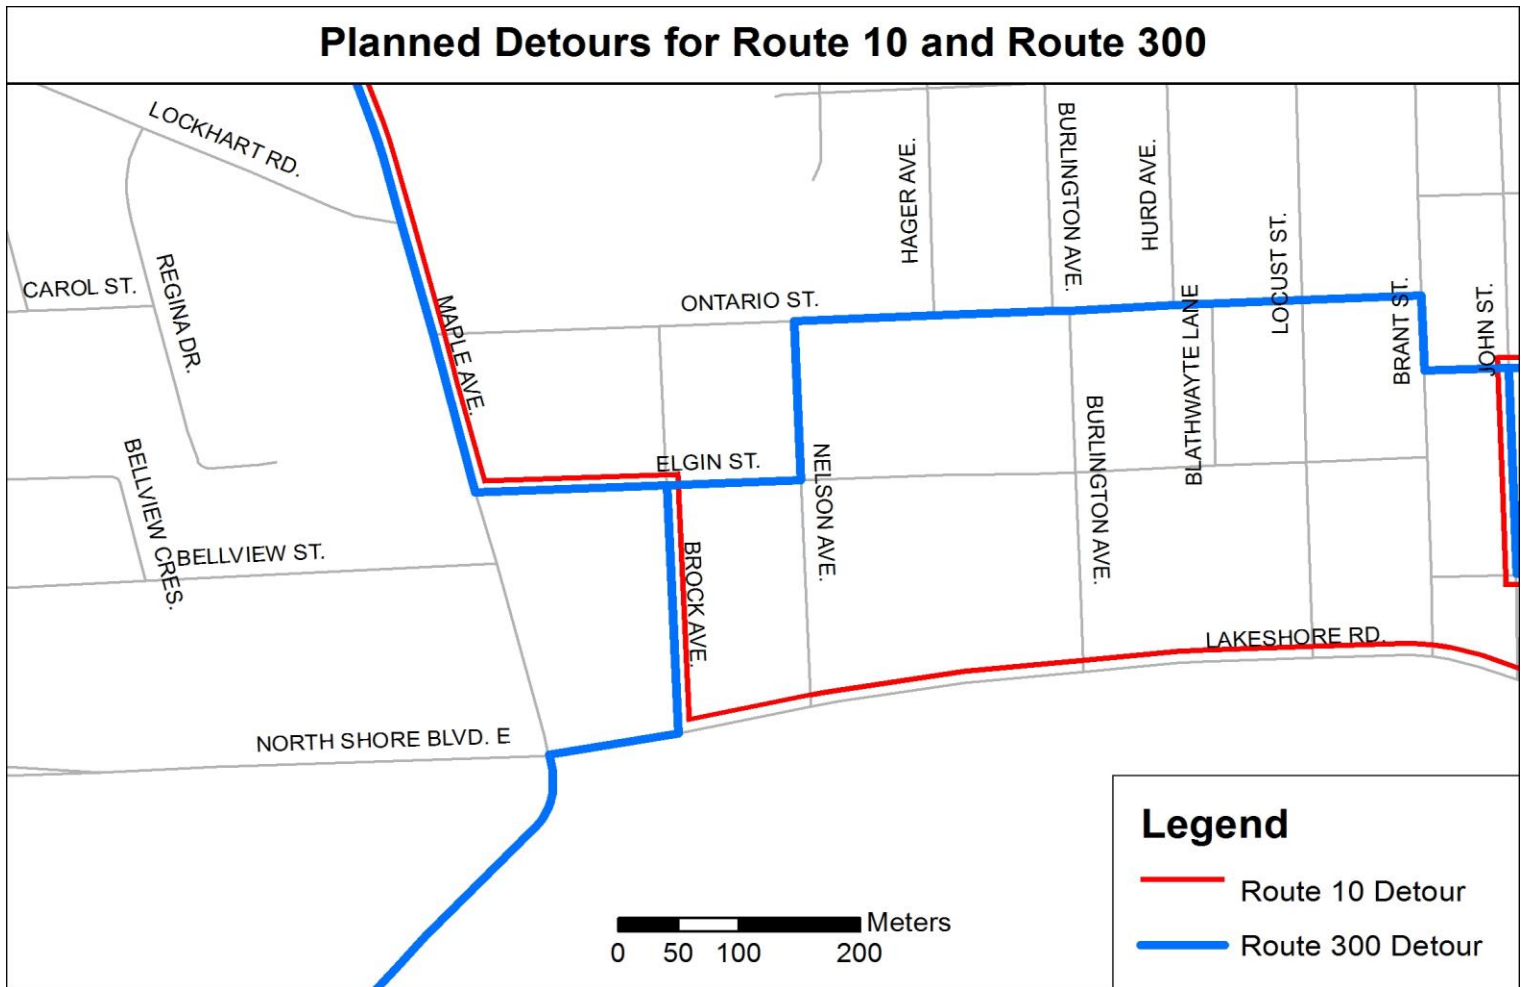 Planned Detours for Route 10 and Route 300
LOCKHART RD.
HAGER AVE.
BURLINGTON AVE.
HURD AVE.
LOCUST ST.
CAROL ST.
REGINA DR.
MAPLE AVE.
ONTARIO ST.
BLATHWAYTE LANE
BRANT ST.
JOHN ST.
BELLVIEW CRES.
ELGIN ST.
NELSON AVE.
BURLINGTON AVE.
BELLVIEW ST.
BROCK AVE.
LAKESHORE RD.
NORTH SHORE BLVD. E
Legend
Route 10 Detour
Route 300 Detour
Meters
0 50 100 200